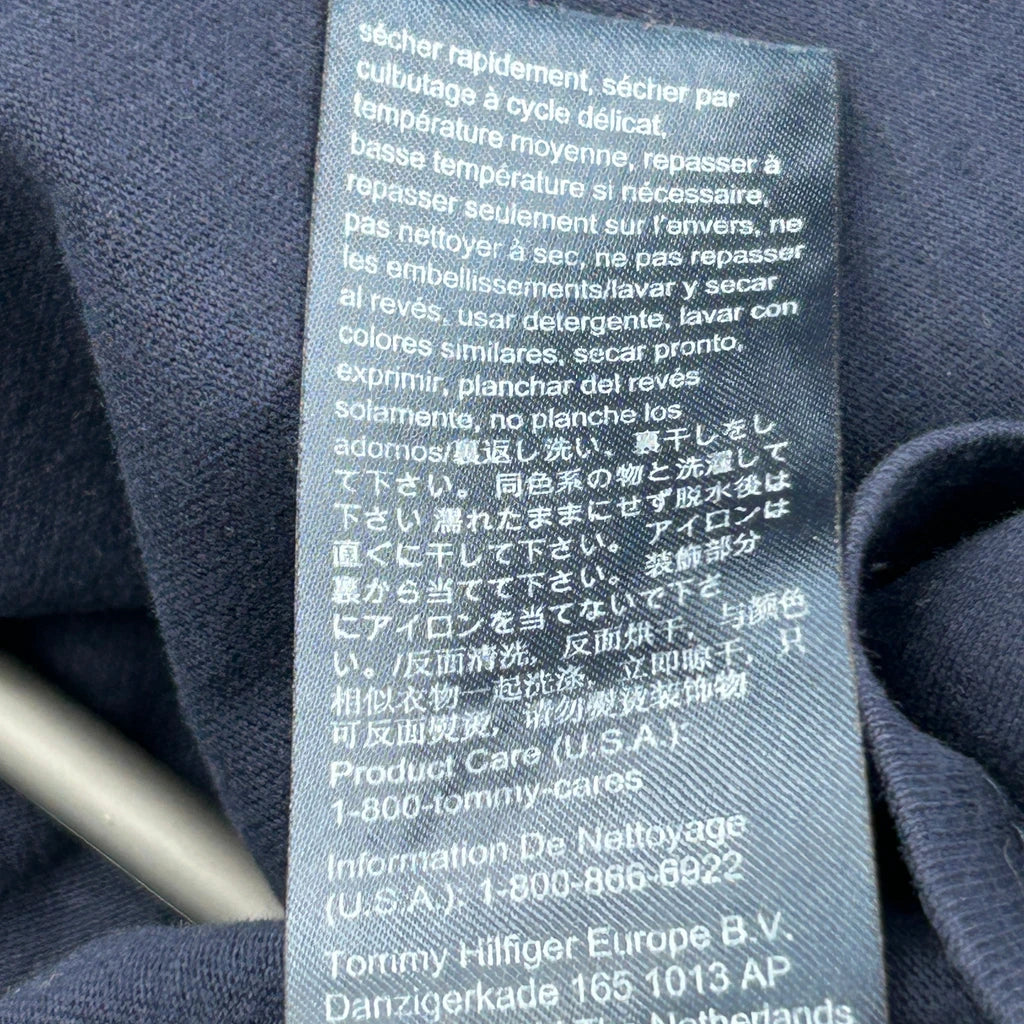 sécher rapidement, sécher par
culbutage à cycle délicat,
température moyenne, repasser à
basse température si nécessaire,
repasser seulement sur l'envers, ne
pas nettoyer à sec, ne pas repasser
les embellissements/lavar y secar
al revés, usar detergente, lavar con
colores similares, secar pronto,
exprimir, planchar del revés
solamente, no planche los
adornos/裏返し洗い、裏干しをし
て下さい。 同色系の物と洗濯して
下さい 濡れたままにせず脱水後は
直ぐに干して下さい。 アイロンは
裏から当てて下さい。 装飾部分
にアイロンを当てないで下さ
い。/反面清洗, 反面烘干, 与颜色
相似衣物一起洗涤, 立即晾干, 只
可反面熨烫, 请勿熨烫装饰物
Product Care (U.S.A.):
1-800-tommy-cares
Information De Nettoyage
(U.S.A.): 1-800-866-6922
Tommy Hilfiger Europe B.V.
Danzigerkade 165 1013 AP
The Netherlands